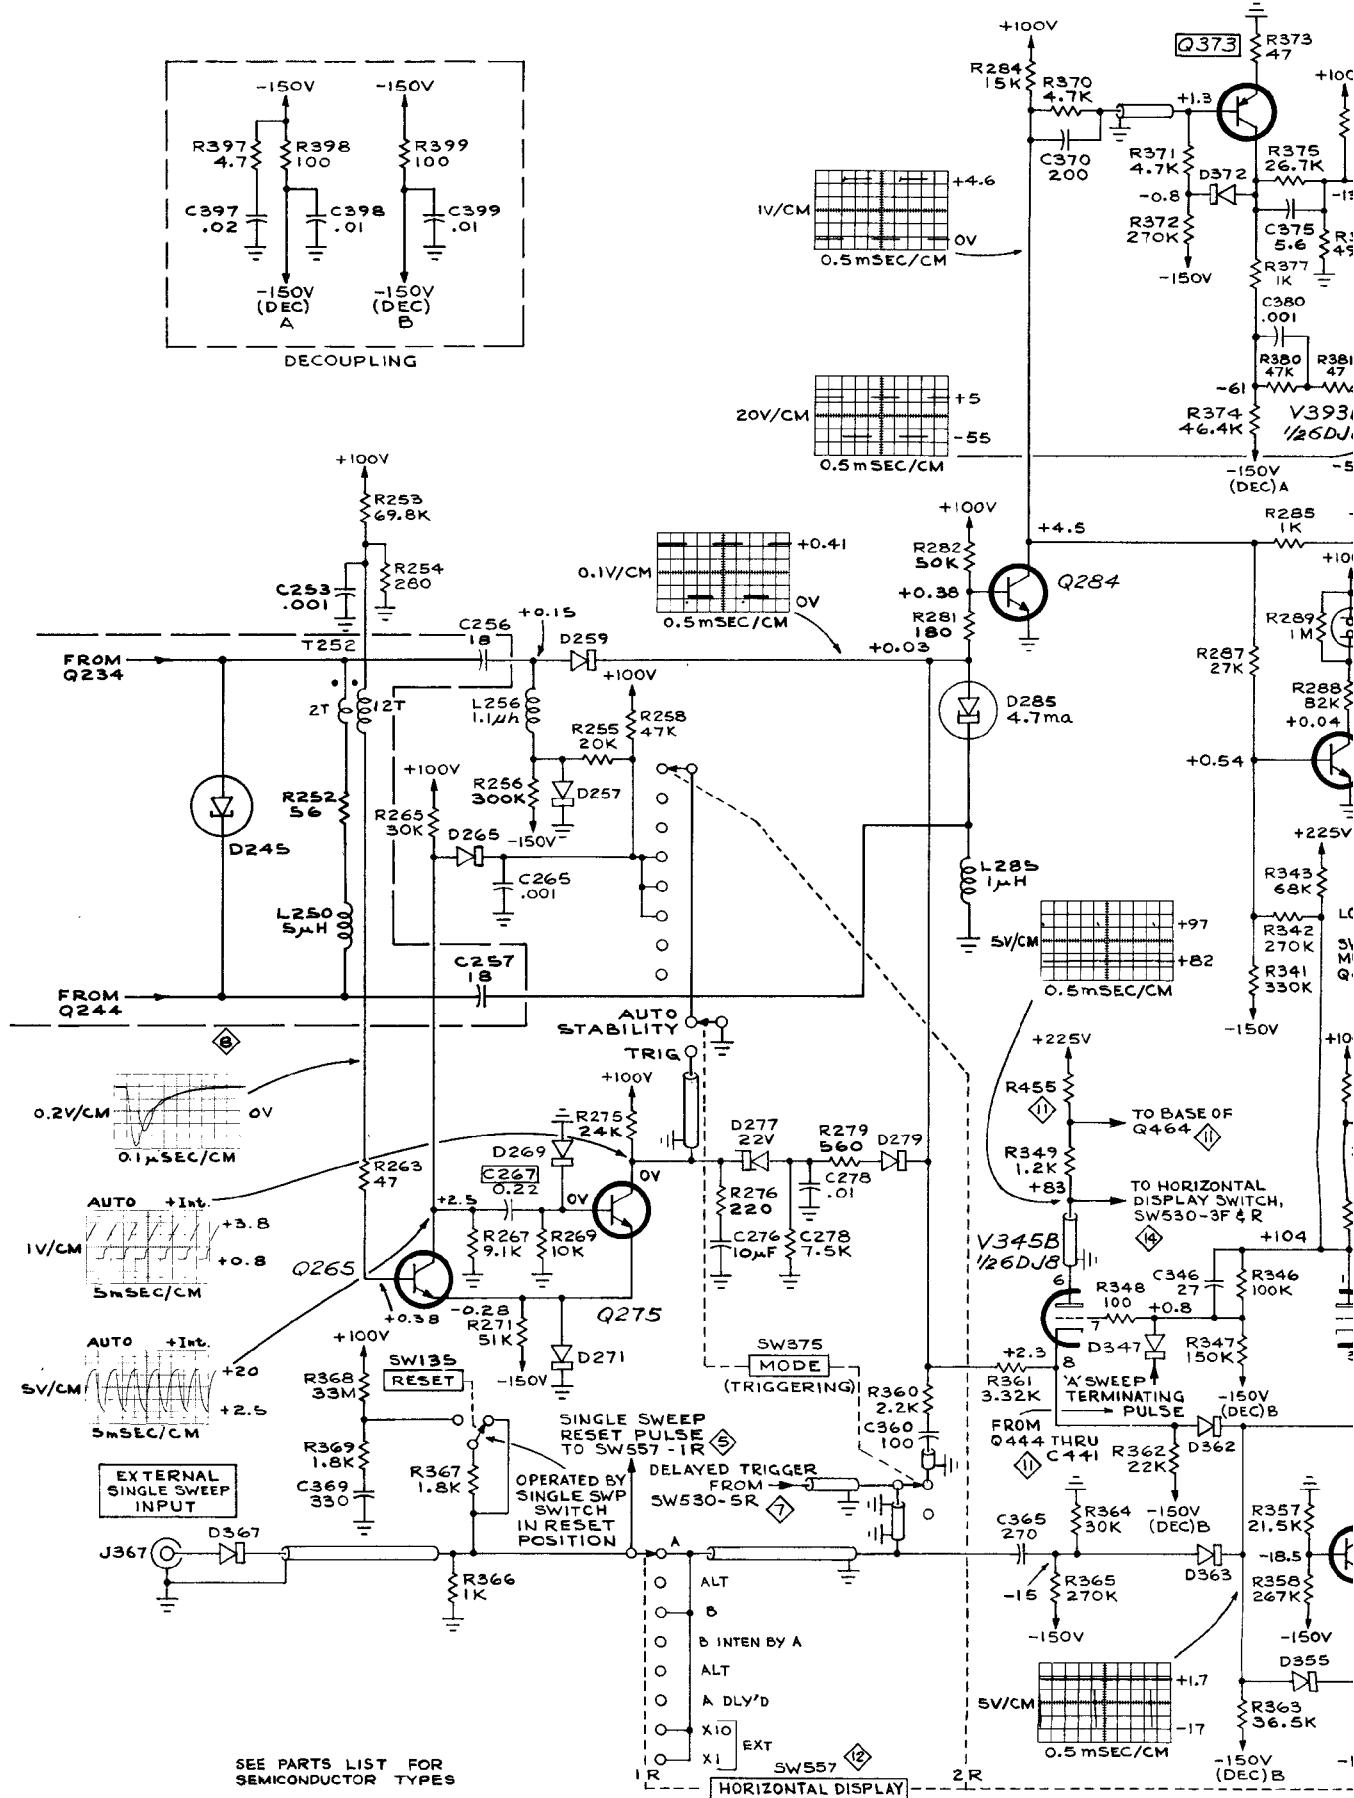 +100V
Q373
R373
47
+100
R284
15K
R370
4.7K
+1.3
C370
200
R371
4.7K
D372
R375
26.7K
-0.8
R372
270K
C375
5.6
-150V
R377
1K
C380
.001
R380
47K
R381
47
-61
R374
46.4K
-150V
(DEC)A
-150V
-150V
R397
4.7
R398
100
R399
100
C397
.02
C398
.01
C399
.01
-150V
(DEC)
A
-150V
(DEC)
B
DECOUPLING
1V/CM
+4.6
0V
0.5mSEC/CM
20V/CM
+5
-55
0.5mSEC/CM
+100V
R253
69.8K
R254
280
C253
.001
0.1V/CM
+0.41
0V
0.5mSEC/CM
+100V
R282
50K
+4.5
R285
1K
Q284
+0.38
R281
180
+0.03
R289
1M
R287
27K
R288
82K
+0.04
+0.54
D285
4.7ma
T252
FROM
Q234
C256
18
+0.15
D259
2T
12T
L256
1.1µh
+100V
R258
47K
R255
20K
+100V
R256
300K
D257
-150V
R252
56
R265
30K
D265
D245
C265
.001
L250
5µH
L285
1µH
+225V
R343
68K
R342
270K
R341
330K
-150V
5V/CM
+97
+82
0.5mSEC/CM
C257
18
FROM
Q244
8
AUTO
STABILITY
TRIG
+100V
+225V
R455
11
TO BASE OF
Q464 11
R349
1.2K
+83
TO HORIZONTAL
DISPLAY SWITCH,
SW530-3F & R
14
0.2V/CM
0V
0.1µSEC/CM
R275
24K
D277
22V
R279
560
D279
D269
C267
0.22
0V
0V
R276
220
C278
.01
R263
47
AUTO +Int.
1V/CM
+3.8
+0.8
5mSEC/CM
+2.5
R267
9.1K
R269
10K
C276
10µF
C278
7.5K
V345B
1/26DJ8
+104
Q265
Q275
+0.38
-0.28
R271
51K
D271
-150V
6
R348
100
+0.8
C346
27
R346
100K
7
D347
R347
150K
8
+2.3
R361
3.32K
AUTO +Int.
5V/CM
+20
+2.5
5mSEC/CM
+100V
R368
33M
SW135
RESET
SW375
MODE
(TRIGGERING)
R360
2.2K
C360
100
'A' SWEEP
TERMINATING
PULSE
-150V
(DEC)B
FROM
Q444 THRU
C441
11
D362
R362
22K
-150V
(DEC)B
SINGLE SWEEP
RESET PULSE
TO SW557-1R 5
R369
1.8K
C369
330
R367
1.8K
OPERATED BY
SINGLE SWP
SWITCH
IN RESET
POSITION
DELAYED TRIGGER
FROM
SW530-5R
7
EXTERNAL
SINGLE SWEEP
INPUT
J367
D367
R366
1K
C365
270
R364
30K
R357
21.5K
-18.5
D363
R358
267K
-15
R365
270K
-150V
-150V
A
ALT
B
B INTEN BY A
ALT
A DLY'D
X10
X1
EXT
5V/CM
+1.7
-17
0.5mSEC/CM
D355
R363
36.5K
-150V
(DEC)B
SEE PARTS LIST FOR
SEMICONDUCTOR TYPES
1R
SW557
12
HORIZONTAL DISPLAY
2R